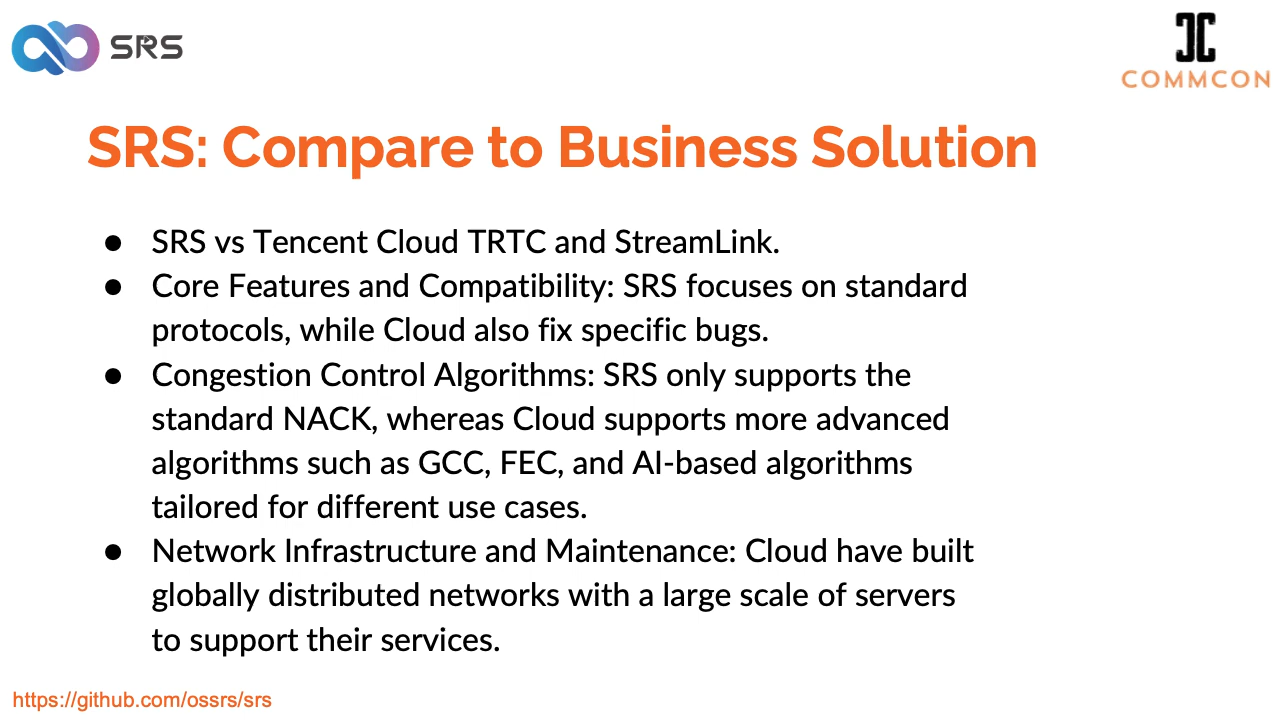 SRS
COMMCON
SRS: Compare to Business Solution
● SRS vs Tencent Cloud TRTC and StreamLink.
● Core Features and Compatibility: SRS focuses on standard
protocols, while Cloud also fix specific bugs.
● Congestion Control Algorithms: SRS only supports the
standard NACK, whereas Cloud supports more advanced
algorithms such as GCC, FEC, and AI-based algorithms
tailored for different use cases.
● Network Infrastructure and Maintenance: Cloud have built
globally distributed networks with a large scale of servers
to support their services.
https://github.com/ossrs/srs